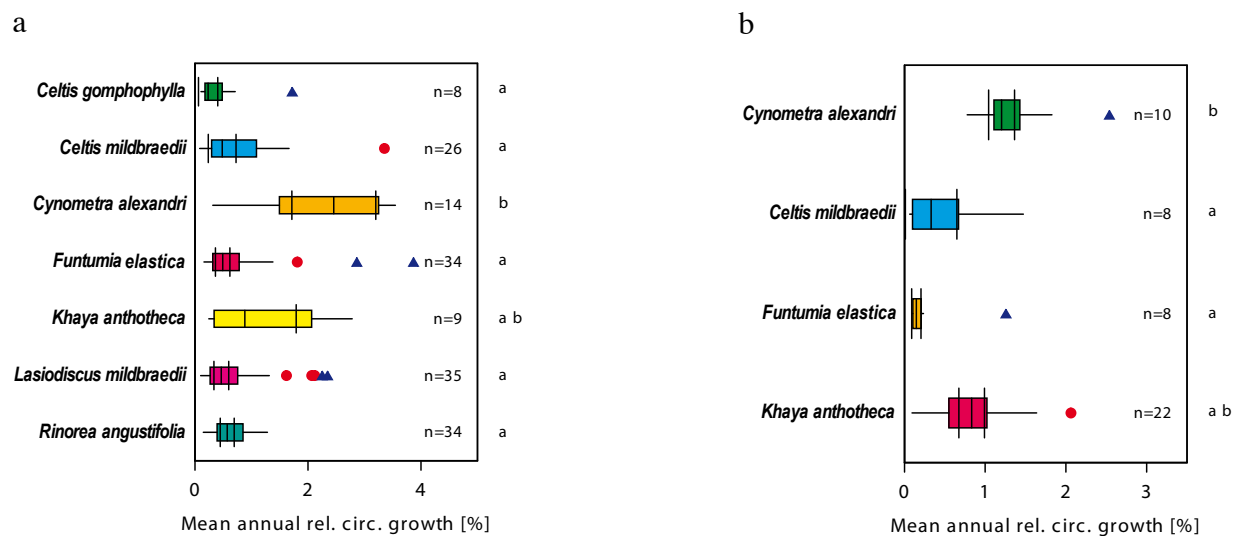 a
Celtis gomphophylla n=8 a
Celtis mildbraedii n=26 a
Cynometra alexandri n=14 b
Funtumia elastica n=34 a
Khaya anthotheca n=9 a b
Lasiodiscus mildbraedii n=35 a
Rinorea angustifolia n=34 a
0 2 4
Mean annual rel. circ. growth [%]
b
Cynometra alexandri n=10 b
Celtis mildbraedii n=8 a
Funtumia elastica n=8 a
Khaya anthotheca n=22 a b
0 1 2 3
Mean annual rel. circ. growth [%]